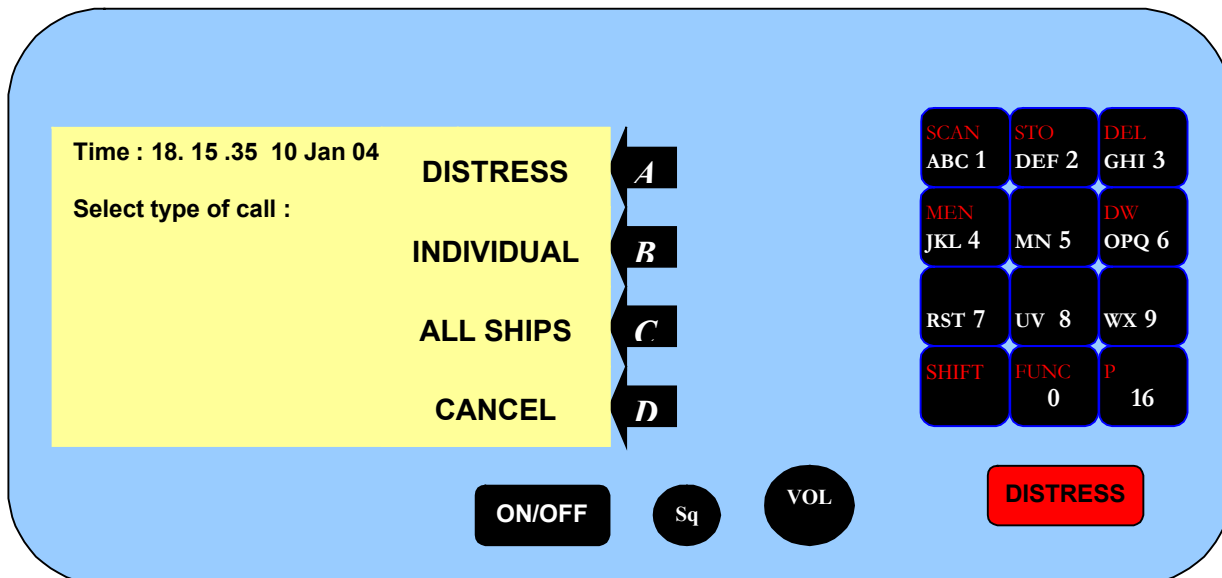 Time : 18. 15 .35 10 Jan 04
DISTRESS
A
Select type of call :
INDIVIDUAL
B
ALL SHIPS
C
CANCEL
D
SCAN STO DEL
ABC 1 DEF 2 GHI 3
MEN DW
JKL 4 MN 5 OPQ 6
RST 7 UV 8 WX 9
SHIFT FUNC P
0 16
ON/OFF
Sq
VOL
DISTRESS